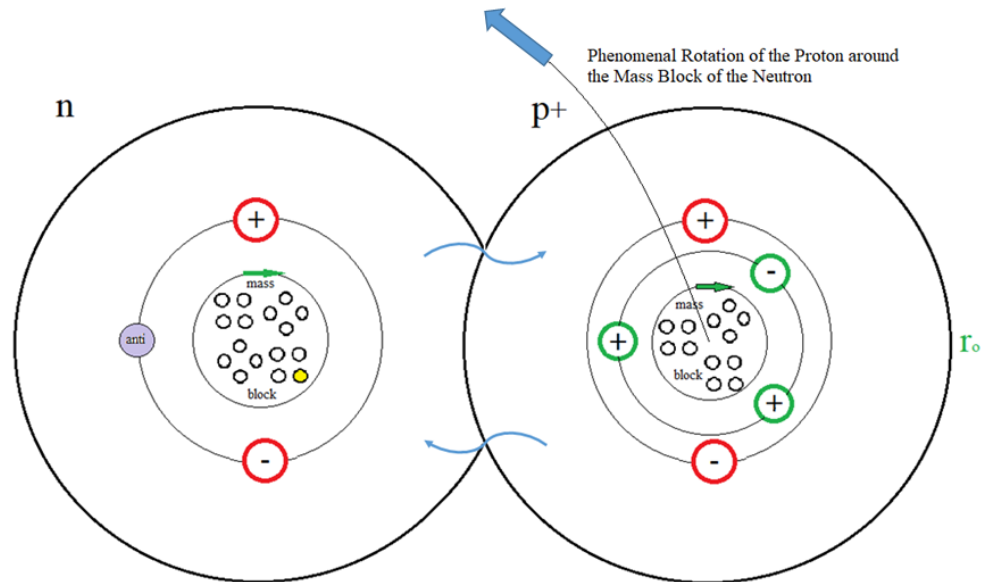 Phenomenal Rotation of the Proton around
the Mass Block of the Neutron
n
p+
+
anti
mass
block
-
+
-
mass
+
block
+
-
r₀